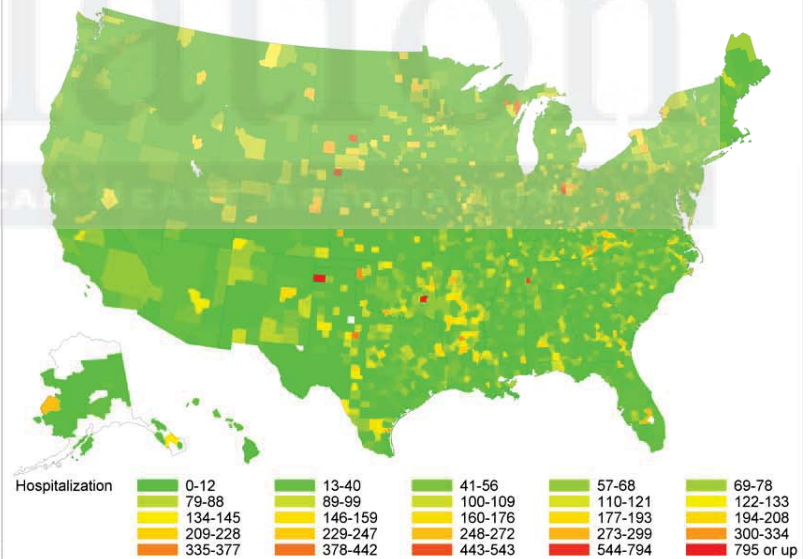 HEART
Hospitalization 0-12 13-40 41-56 57-68 69-78
79-88 89-99 100-109 110-121 122-133
134-145 146-159 160-176 177-193 194-208
209-228 229-247 248-272 273-299 300-334
335-377 378-442 443-543 544-794 795 or up